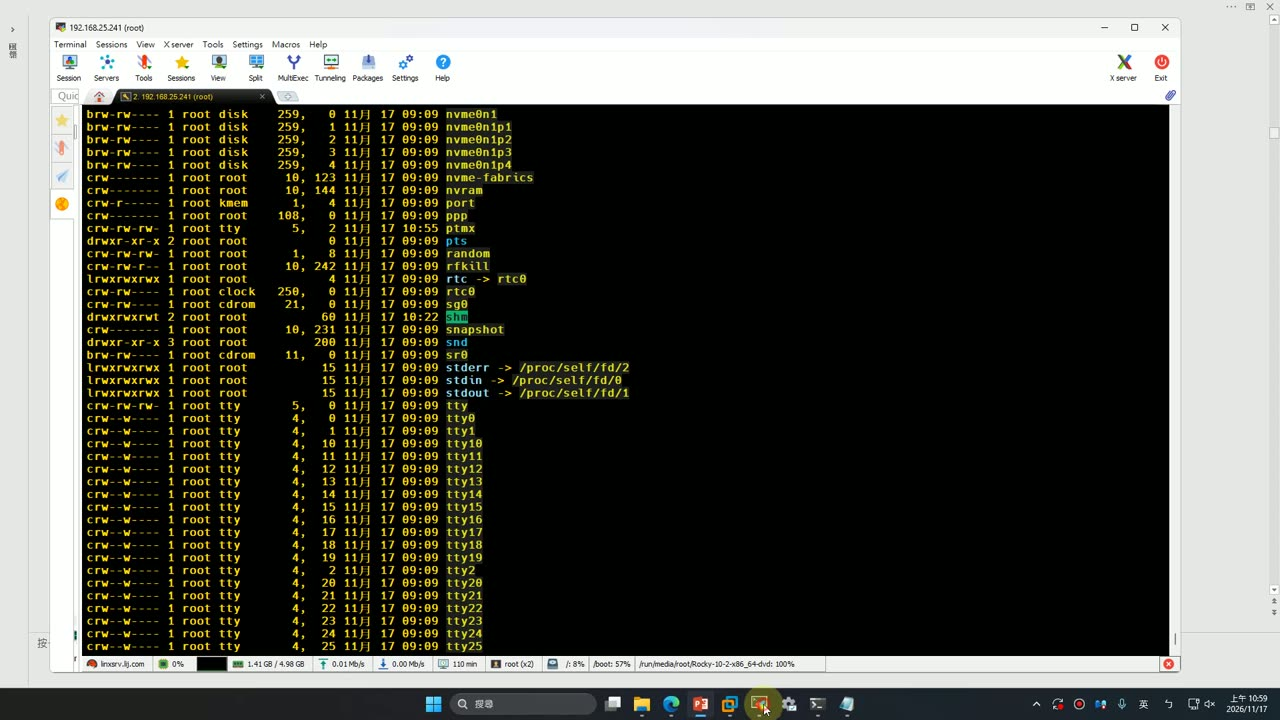 192.168.25.241 (root)
Terminal Sessions View X server Tools Settings Macros Help
Session Servers Tools Sessions View Split MultiExec Tunneling Packages Settings Help X server Exit
Quic 2. 192.168.25.241 (root)
brw-rw---- 1 root disk 259, 0 11月 17 09:09 nvme0n1
brw-rw---- 1 root disk 259, 1 11月 17 09:09 nvme0n1p1
brw-rw---- 1 root disk 259, 2 11月 17 09:09 nvme0n1p2
brw-rw---- 1 root disk 259, 3 11月 17 09:09 nvme0n1p3
brw-rw---- 1 root disk 259, 4 11月 17 09:09 nvme0n1p4
crw------- 1 root root 10, 123 11月 17 09:09 nvme-fabrics
crw------- 1 root root 10, 144 11月 17 09:09 nvram
crw-r----- 1 root kmem 1, 4 11月 17 09:09 port
crw------- 1 root root 108, 0 11月 17 09:09 ppp
crw-rw-rw- 1 root tty 5, 2 11月 17 10:55 ptmx
drwxr-xr-x 2 root root 0 11月 17 09:09 pts
crw-rw-rw- 1 root root 1, 8 11月 17 09:09 random
crw-rw-r-- 1 root root 10, 242 11月 17 09:09 rfkill
lrwxrwxrwx 1 root root 4 11月 17 09:09 rtc -> rtc0
crw-rw---- 1 root clock 250, 0 11月 17 09:09 rtc0
crw-rw---- 1 root cdrom 21, 0 11月 17 09:09 sg0
drwxrwxrwt 2 root root 60 11月 17 10:22 shm
crw------- 1 root root 10, 231 11月 17 09:09 snapshot
drwxr-xr-x 3 root root 200 11月 17 09:09 snd
brw-rw---- 1 root cdrom 11, 0 11月 17 09:09 sr0
lrwxrwxrwx 1 root root 15 11月 17 09:09 stderr -> /proc/self/fd/2
lrwxrwxrwx 1 root root 15 11月 17 09:09 stdin -> /proc/self/fd/0
lrwxrwxrwx 1 root root 15 11月 17 09:09 stdout -> /proc/self/fd/1
crw-rw-rw- 1 root tty 5, 0 11月 17 09:09 tty
crw--w---- 1 root tty 4, 0 11月 17 09:09 tty0
crw--w---- 1 root tty 4, 1 11月 17 09:09 tty1
crw--w---- 1 root tty 4, 10 11月 17 09:09 tty10
crw--w---- 1 root tty 4, 11 11月 17 09:09 tty11
crw--w---- 1 root tty 4, 12 11月 17 09:09 tty12
crw--w---- 1 root tty 4, 13 11月 17 09:09 tty13
crw--w---- 1 root tty 4, 14 11月 17 09:09 tty14
crw--w---- 1 root tty 4, 15 11月 17 09:09 tty15
crw--w---- 1 root tty 4, 16 11月 17 09:09 tty16
crw--w---- 1 root tty 4, 17 11月 17 09:09 tty17
crw--w---- 1 root tty 4, 18 11月 17 09:09 tty18
crw--w---- 1 root tty 4, 19 11月 17 09:09 tty19
crw--w---- 1 root tty 4, 2 11月 17 09:09 tty2
crw--w---- 1 root tty 4, 20 11月 17 09:09 tty20
crw--w---- 1 root tty 4, 21 11月 17 09:09 tty21
crw--w---- 1 root tty 4, 22 11月 17 09:09 tty22
crw--w---- 1 root tty 4, 23 11月 17 09:09 tty23
crw--w---- 1 root tty 4, 24 11月 17 09:09 tty24
crw--w---- 1 root tty 4, 25 11月 17 09:09 tty25
按
linxsrv.lij.com 0% 1.41 GB / 4.98 GB 0.01 Mb/s 0.00 Mb/s 110 min root (x2) /: 8% /boot: 57% /run/media/root/Rocky-10-2-x86_64-dvd: 100%
搜尋
英
上午 10:59
2026/11/17